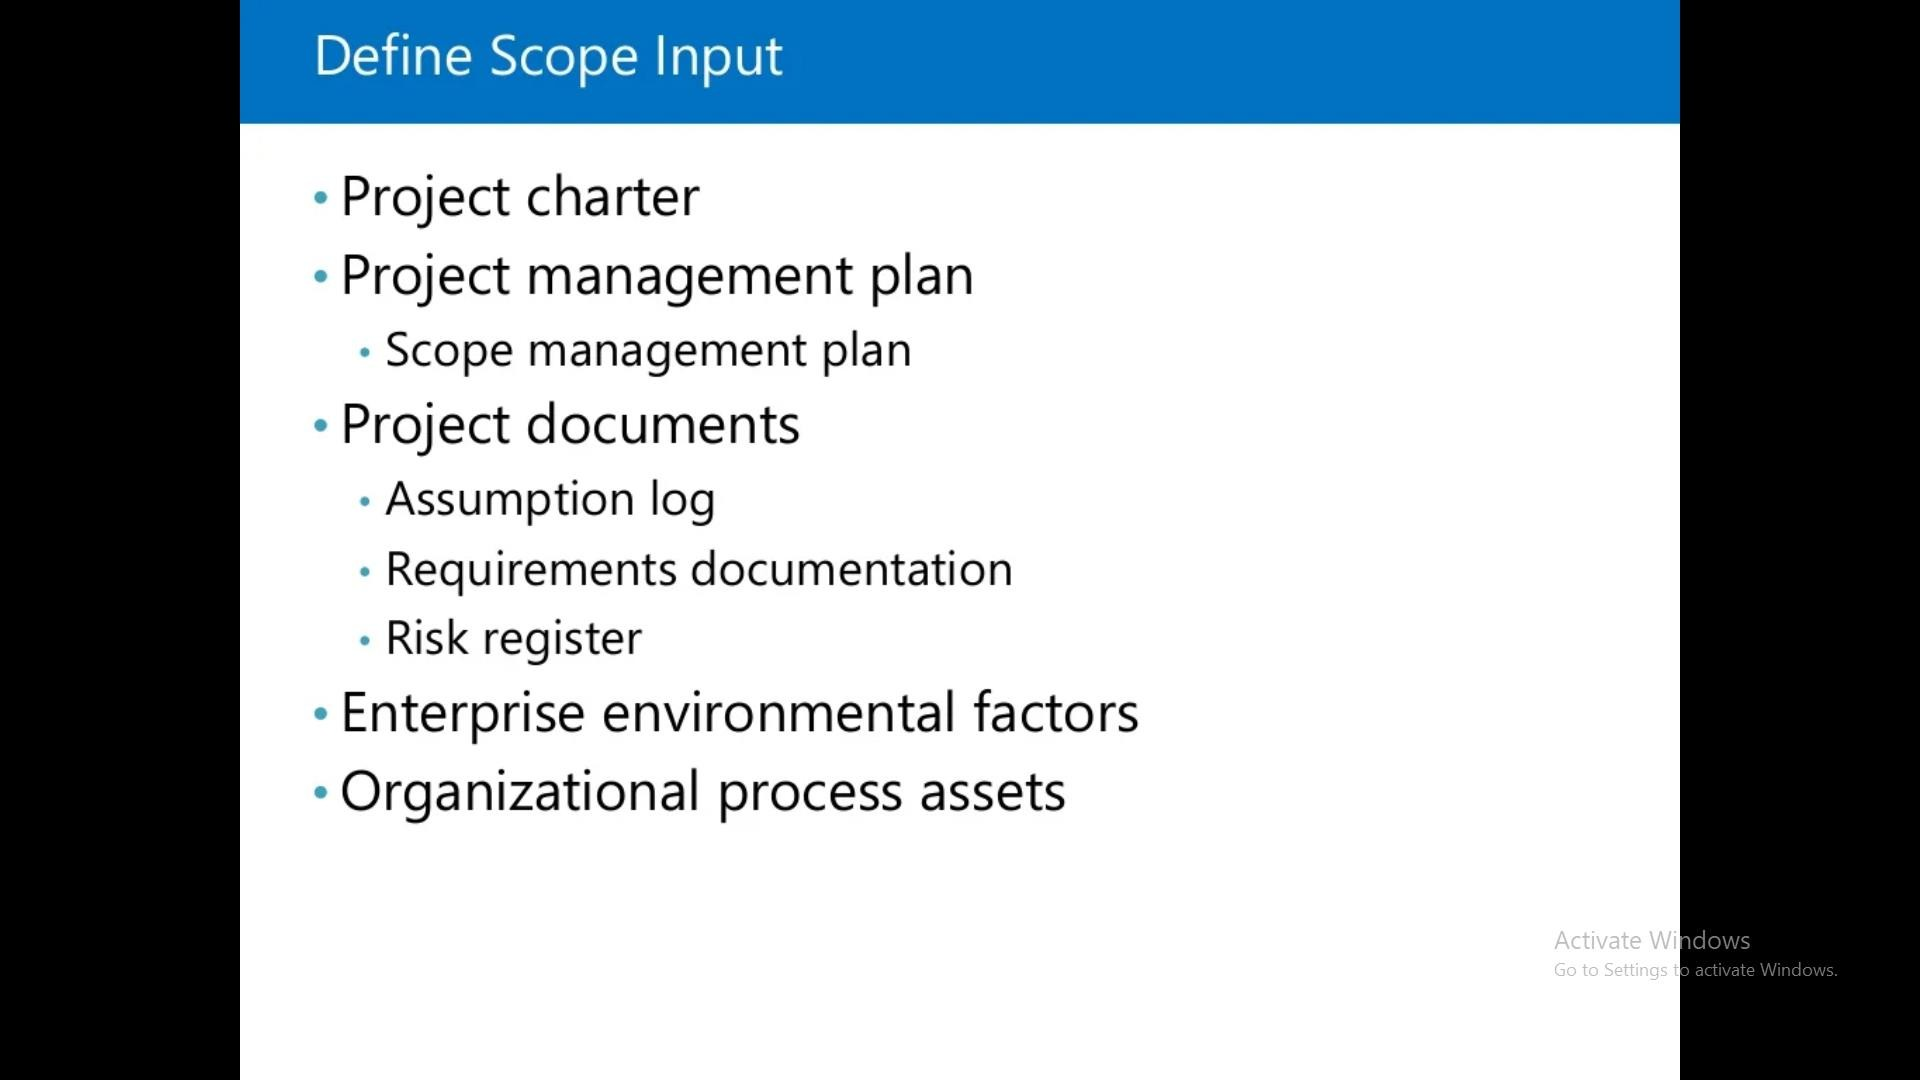 Define Scope Input
• Project charter
• Project management plan
• Scope management plan
• Project documents
• Assumption log
• Requirements documentation
• Risk register
• Enterprise environmental factors
• Organizational process assets
Activate Windows
Go to Settings to activate Windows.